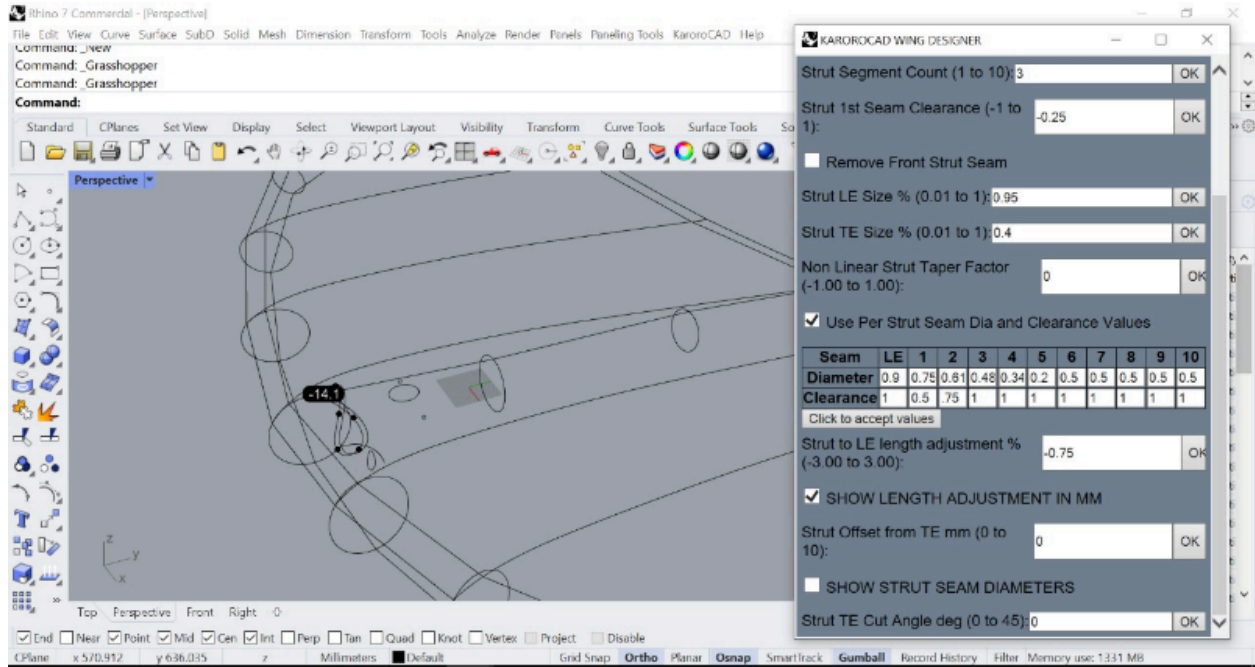 Rhino 7 Commercial - [Perspective]
File Edit View Curve Surface SubD Solid Mesh Dimension Transform Tools Analyze Render Panels Paneling Tools KaroroCAD Help
Command: _New
Command: _Grasshopper
Command: _Grasshopper
Command:
Standard CPlanes Set View Display Select Viewport Layout Visibility Transform Curve Tools Surface Tools So
Perspective
-14.1
z
y
x
Top Perspective Front Right
End Near Point Mid Cen Int Perp Tan Quad Knot Vertex Project Disable
CPlane x 570.912 y 636.035 z Millimeters Default Grid Snap Ortho Planar Osnap SmartTrack Gumball Record History Filter Memory use: 1331 MB
KAROROCAD WING DESIGNER
Strut Segment Count (1 to 10): 3 OK
Strut 1st Seam Clearance (-1 to 1): -0.25 OK
Remove Front Strut Seam
Strut LE Size % (0.01 to 1): 0.95 OK
Strut TE Size % (0.01 to 1): 0.4 OK
Non Linear Strut Taper Factor (-1.00 to 1.00): 0 OK
Use Per Strut Seam Dia and Clearance Values
Seam LE 1 2 3 4 5 6 7 8 9 10
Diameter 0.9 0.75 0.61 0.48 0.34 0.2 0.5 0.5 0.5 0.5 0.5
Clearance 1 0.5 .75 1 1 1 1 1 1 1 1
Click to accept values
Strut to LE length adjustment % (-3.00 to 3.00): -0.75 OK
SHOW LENGTH ADJUSTMENT IN MM
Strut Offset from TE mm (0 to 10): 0 OK
SHOW STRUT SEAM DIAMETERS
Strut TE Cut Angle deg (0 to 45): 0 OK